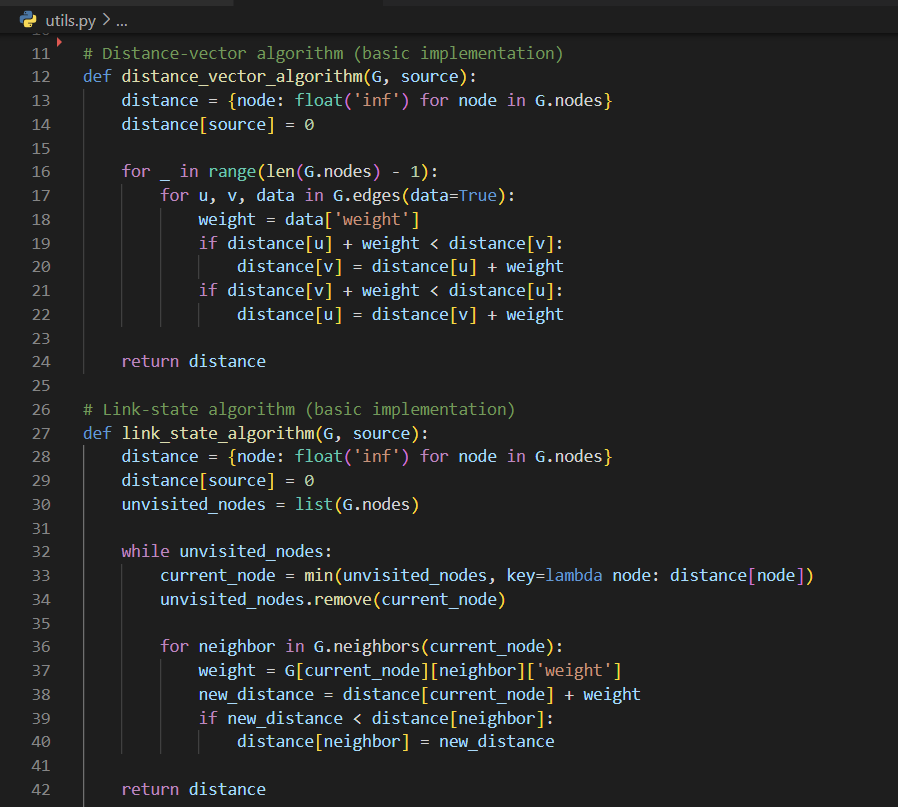 utils.py > ...
11 # Distance-vector algorithm (basic implementation)
12 def distance_vector_algorithm(G, source):
13     distance = {node: float('inf') for node in G.nodes}
14     distance[source] = 0
15
16     for _ in range(len(G.nodes) - 1):
17         for u, v, data in G.edges(data=True):
18             weight = data['weight']
19             if distance[u] + weight < distance[v]:
20                 distance[v] = distance[u] + weight
21             if distance[v] + weight < distance[u]:
22                 distance[u] = distance[v] + weight
23
24     return distance
25
26 # Link-state algorithm (basic implementation)
27 def link_state_algorithm(G, source):
28     distance = {node: float('inf') for node in G.nodes}
29     distance[source] = 0
30     unvisited_nodes = list(G.nodes)
31
32     while unvisited_nodes:
33         current_node = min(unvisited_nodes, key=lambda node: distance[node])
34         unvisited_nodes.remove(current_node)
35
36         for neighbor in G.neighbors(current_node):
37             weight = G[current_node][neighbor]['weight']
38             new_distance = distance[current_node] + weight
39             if new_distance < distance[neighbor]:
40                 distance[neighbor] = new_distance
41
42     return distance